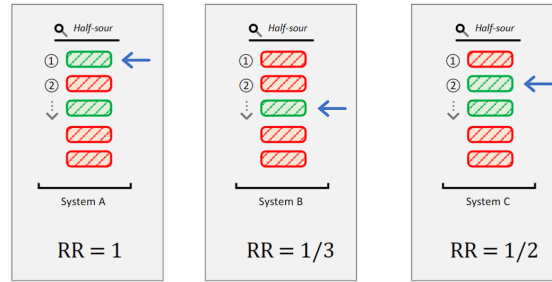 Half-sour
1
2
System A
RR = 1
Half-sour
1
2
System B
RR = 1/3
Half-sour
1
2
System C
RR = 1/2